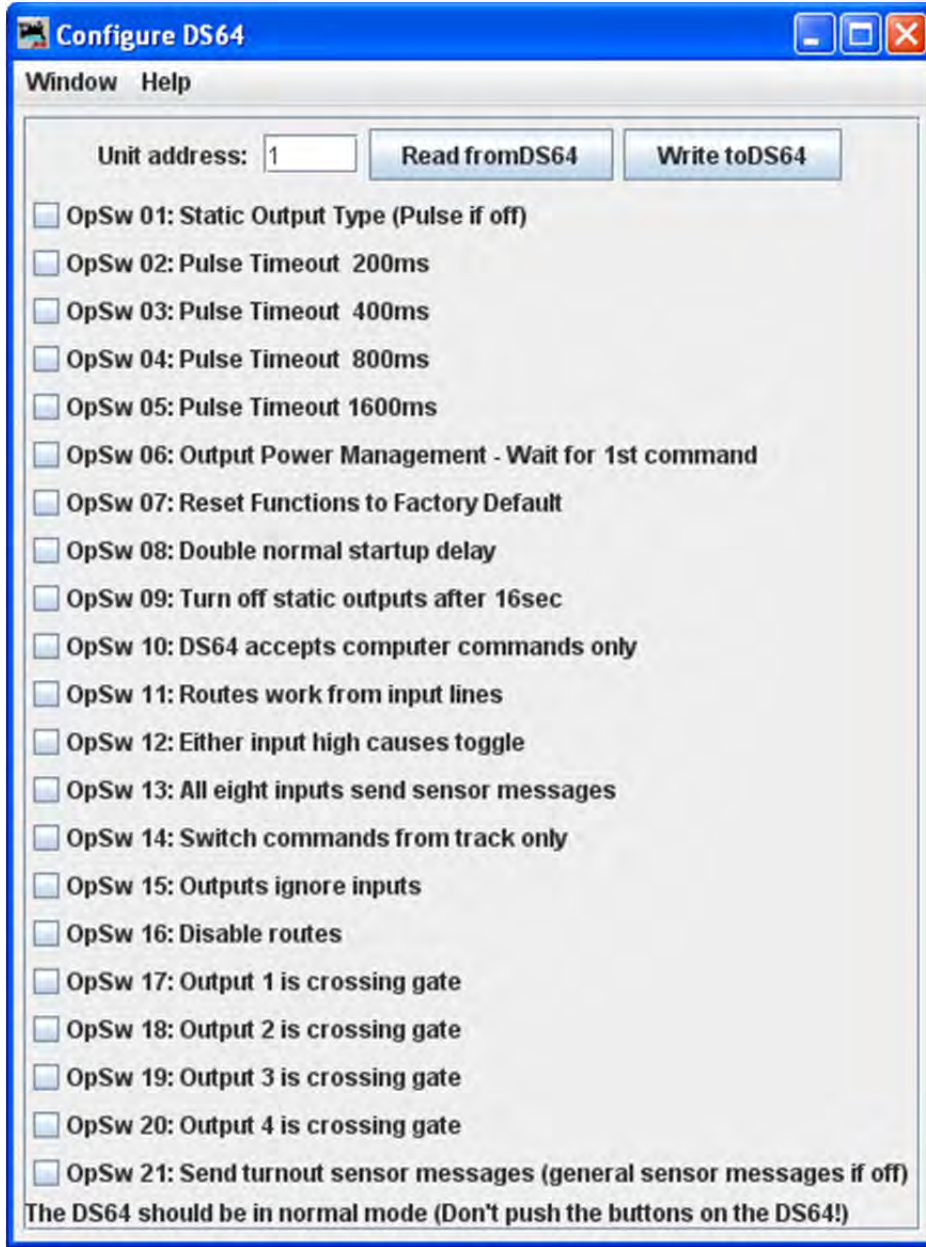 Configure DS64
Window Help
Unit address: 1 Read fromDS64 Write toDS64
OpSw 01: Static Output Type (Pulse if off)
OpSw 02: Pulse Timeout  200ms
OpSw 03: Pulse Timeout  400ms
OpSw 04: Pulse Timeout  800ms
OpSw 05: Pulse Timeout 1600ms
OpSw 06: Output Power Management - Wait for 1st command
OpSw 07: Reset Functions to Factory Default
OpSw 08: Double normal startup delay
OpSw 09: Turn off static outputs after 16sec
OpSw 10: DS64 accepts computer commands only
OpSw 11: Routes work from input lines
OpSw 12: Either input high causes toggle
OpSw 13: All eight inputs send sensor messages
OpSw 14: Switch commands from track only
OpSw 15: Outputs ignore inputs
OpSw 16: Disable routes
OpSw 17: Output 1 is crossing gate
OpSw 18: Output 2 is crossing gate
OpSw 19: Output 3 is crossing gate
OpSw 20: Output 4 is crossing gate
OpSw 21: Send turnout sensor messages (general sensor messages if off)
The DS64 should be in normal mode (Don't push the buttons on the DS64!)